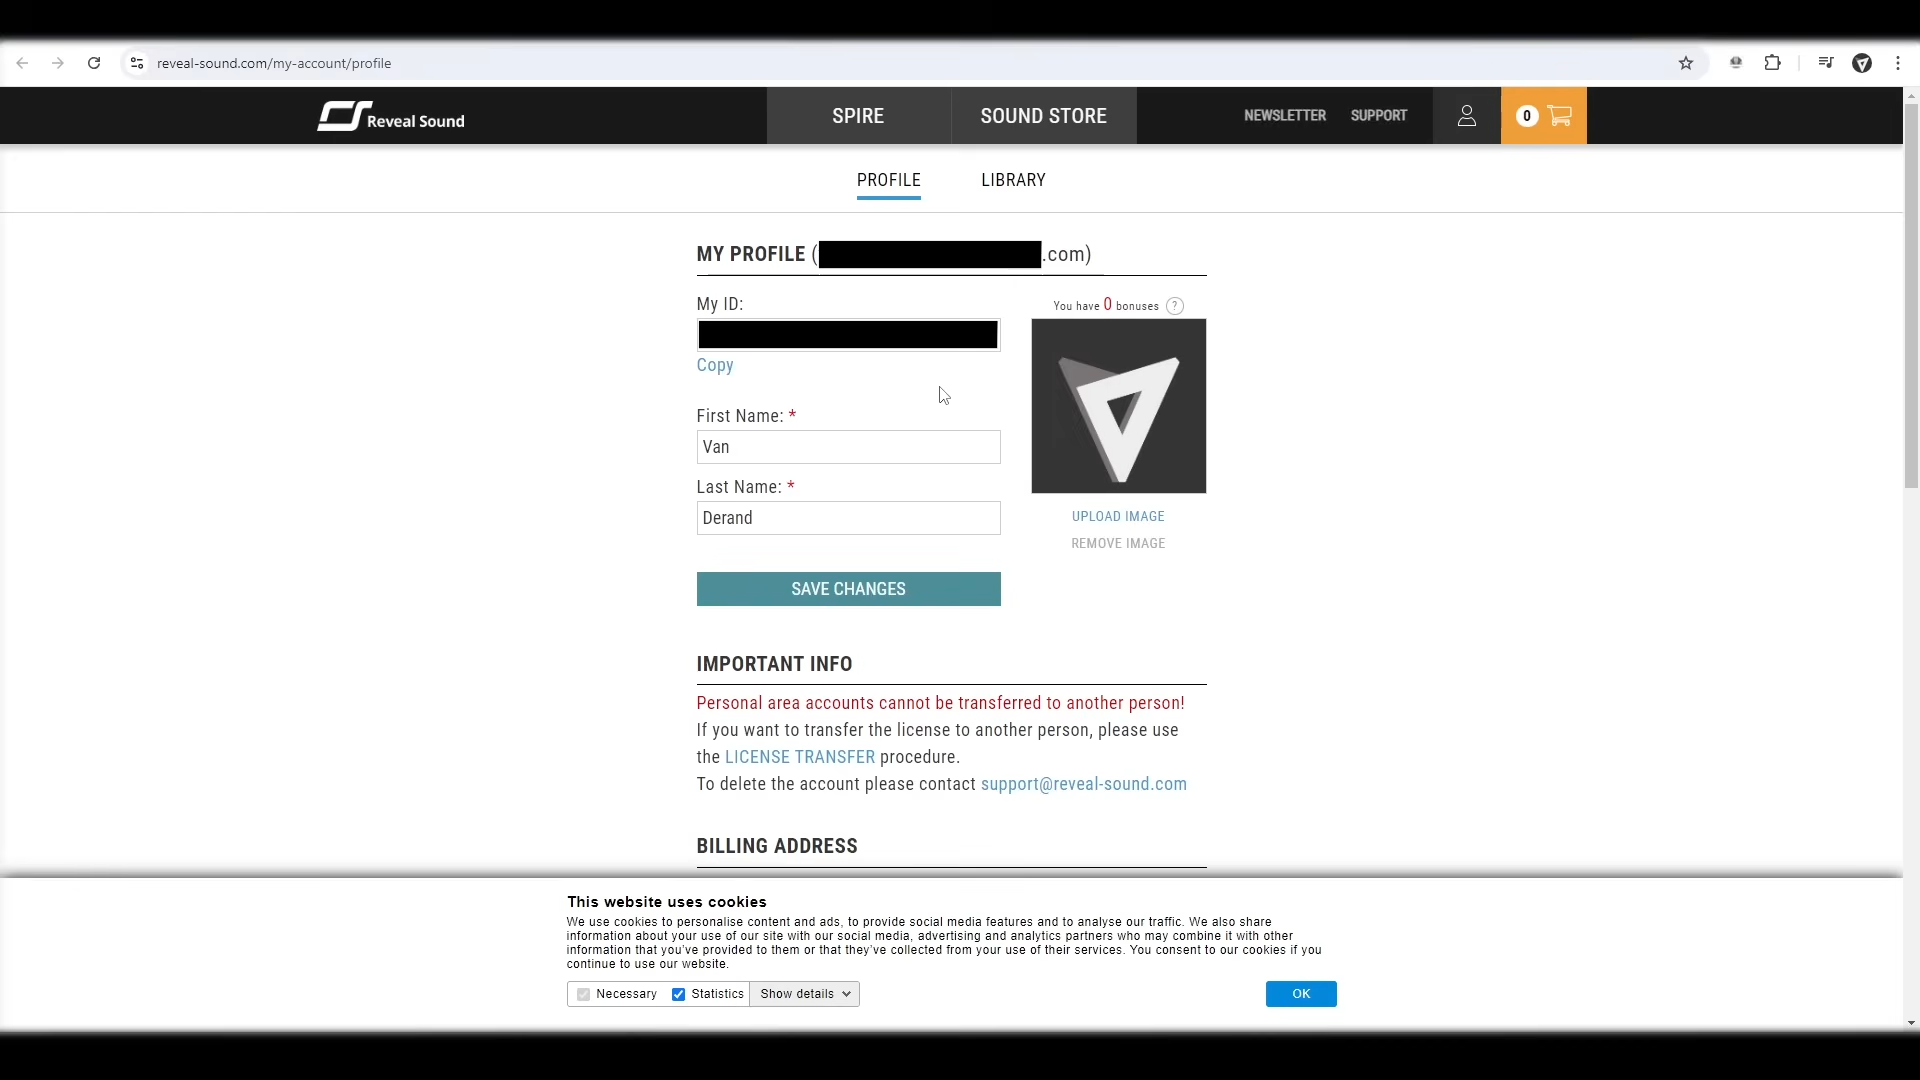 reveal-sound.com/my-account/profile
Reveal Sound
SPIRE
SOUND STORE
NEWSLETTER
SUPPORT
0
PROFILE
LIBRARY
MY PROFILE ( .com)
My ID:
You have 0 bonuses ?
Copy
First Name: *
Van
Last Name: *
Derand
UPLOAD IMAGE
REMOVE IMAGE
SAVE CHANGES
IMPORTANT INFO
Personal area accounts cannot be transferred to another person!
If you want to transfer the license to another person, please use
the LICENSE TRANSFER procedure.
To delete the account please contact support@reveal-sound.com
BILLING ADDRESS
This website uses cookies
We use cookies to personalise content and ads, to provide social media features and to analyse our traffic. We also share
information about your use of our site with our social media, advertising and analytics partners who may combine it with other
information that you've provided to them or that they've collected from your use of their services. You consent to our cookies if you
continue to use our website.
Necessary
Statistics
Show details
OK